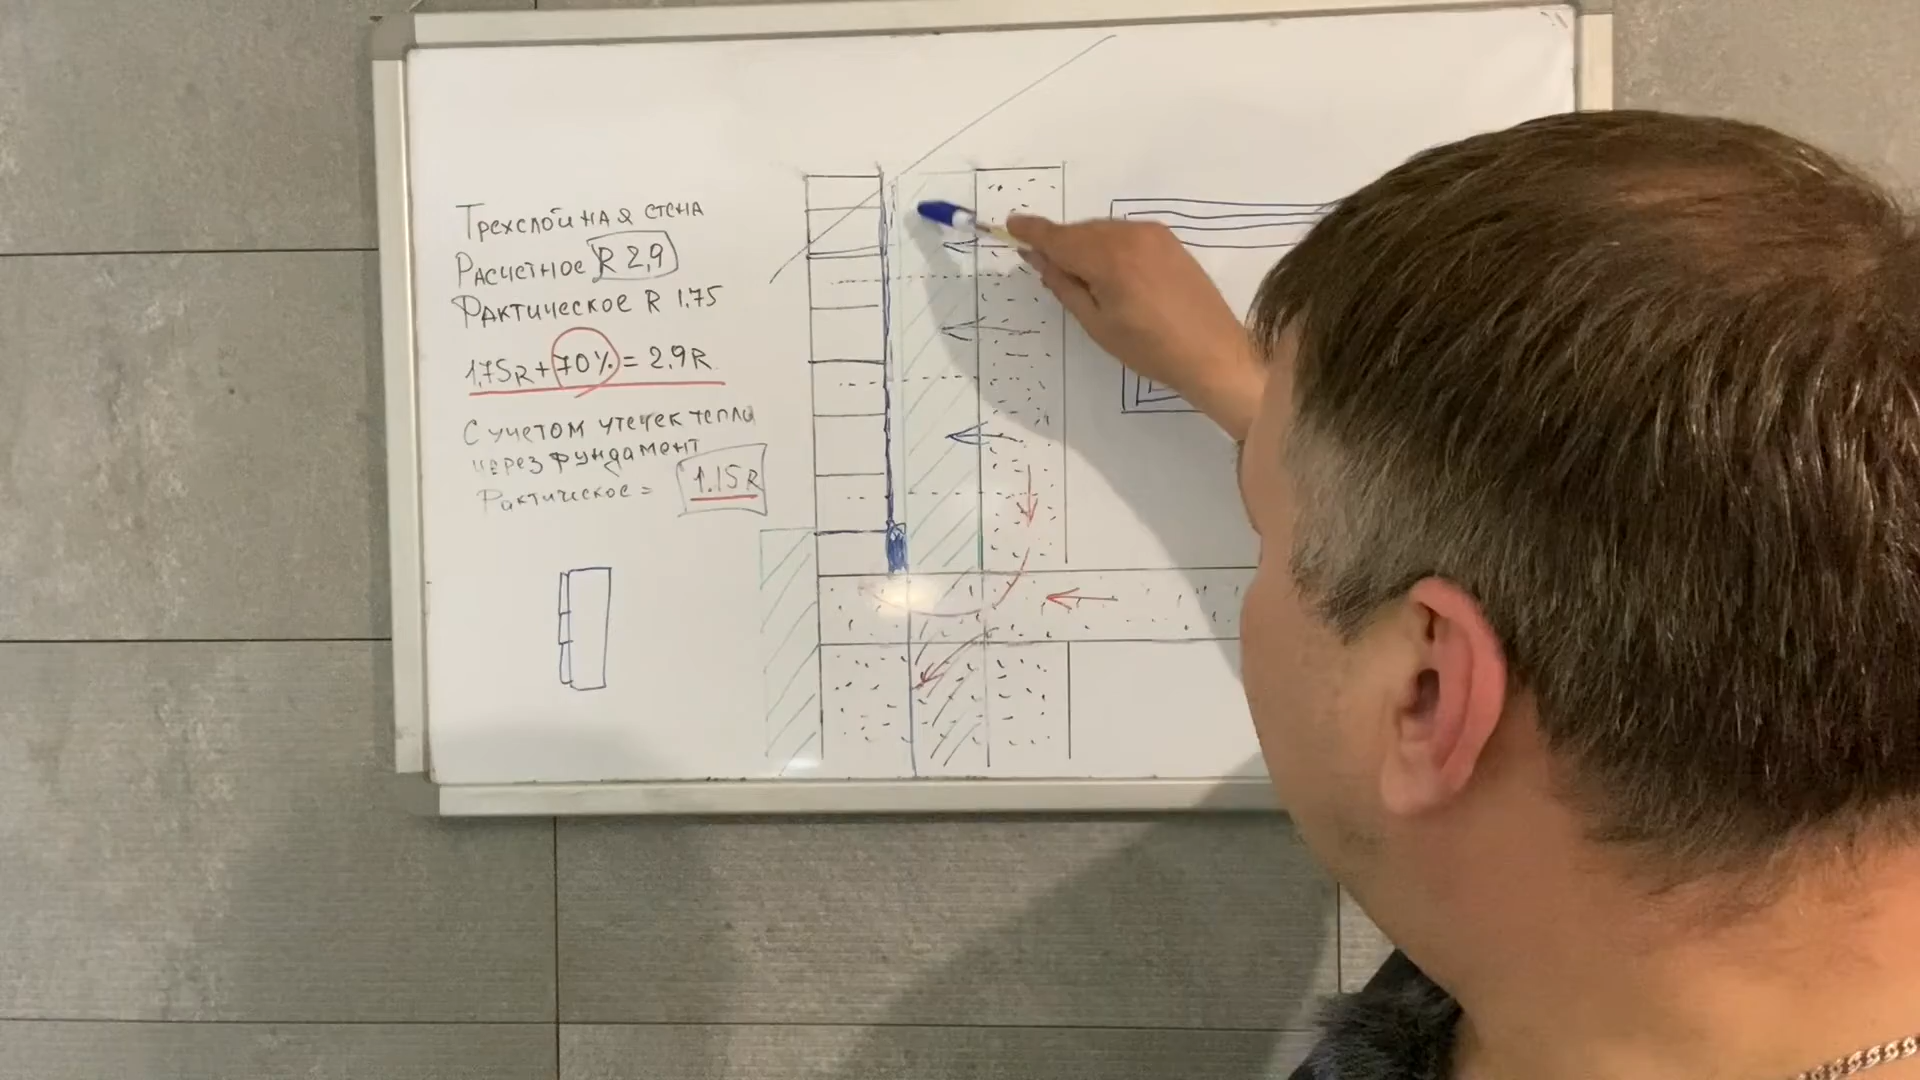 Трехслойная стена
Расчетное R 2,9
Фактическое R 1.75
1.75R+70%=2.9R
С учетом утечек тепла
через фундамент
Фактическое = 1.15R